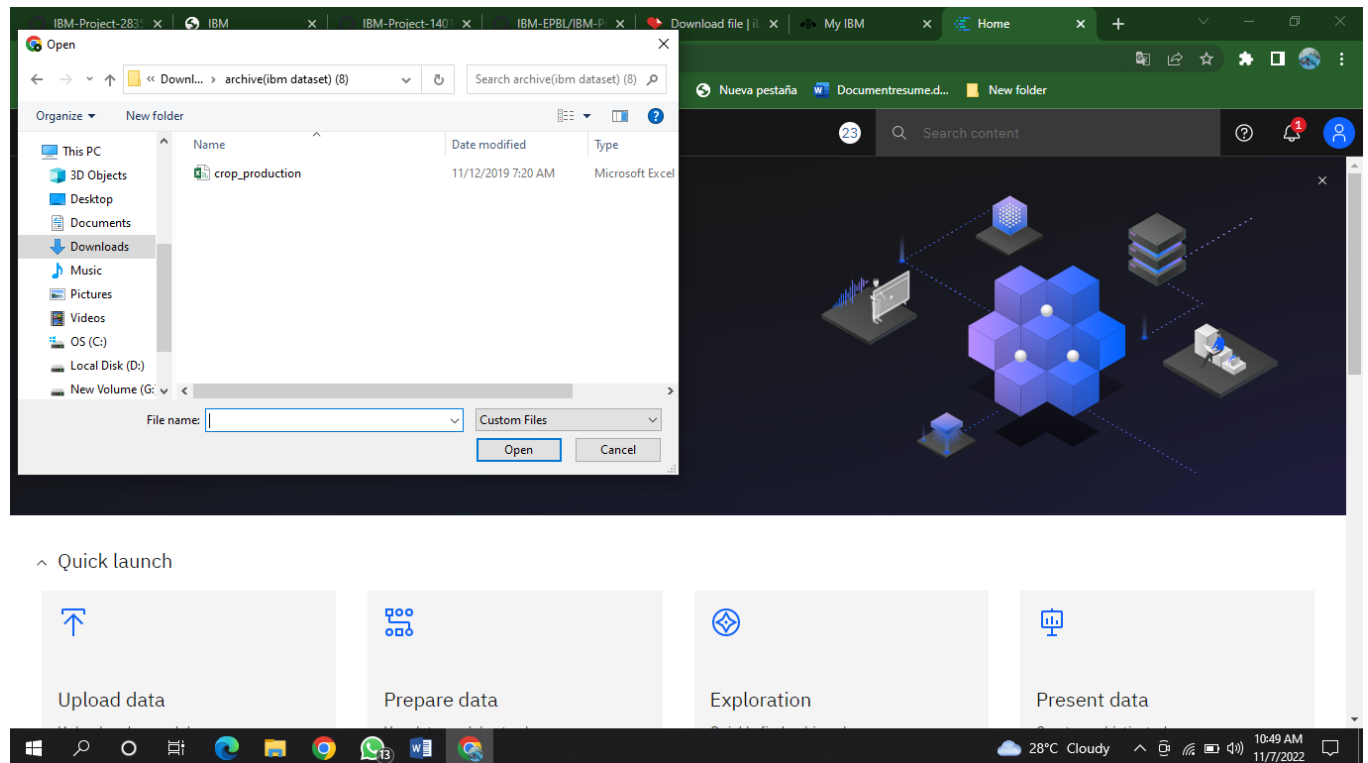 IBM-Project-2835 IBM IBM-Project-1401 IBM-EPBL/IBM-P Download file | iL My IBM Home
Open
« Downl... › archive(ibm dataset) (8) Search archive(ibm dataset) (8)
Nueva pestaña Documentresume.d... New folder
Organize New folder
23 Search content 1
Name Date modified Type
This PC
crop_production 11/12/2019 7:20 AM Microsoft Excel
3D Objects
Desktop
Documents
Downloads
Music
Pictures
Videos
OS (C:)
Local Disk (D:)
New Volume (G:)
File name: Custom Files
Open Cancel
Quick launch
Upload data Prepare data Exploration Present data
13 28°C Cloudy 10:49 AM
11/7/2022